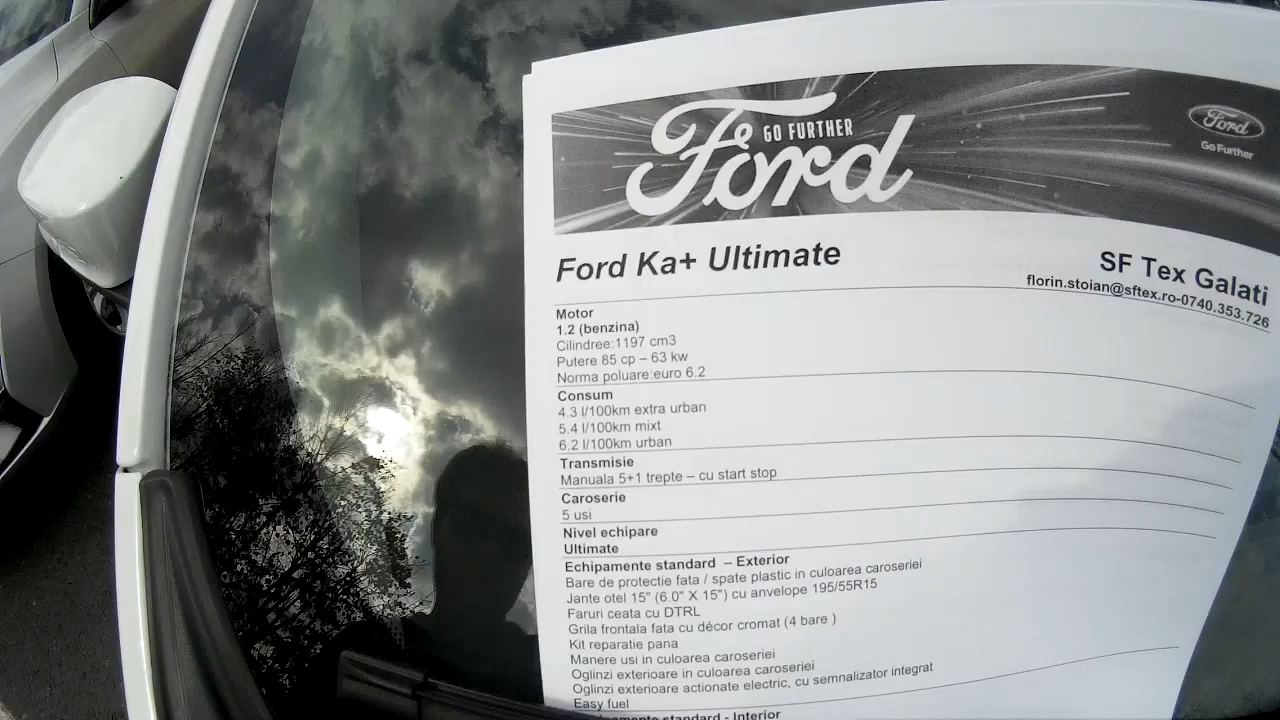 Ford
GO FURTHER
Ford
Go Further
Ford Ka+ Ultimate
SF Tex Galati
florin.stoian@sftex.ro-0740.353.726
Motor
1.2 (benzina)
Cilindree:1197 cm3
Putere 85 cp – 63 kw
Norma poluare:euro 6.2
Consum
4.3 l/100km extra urban
5.4 l/100km mixt
6.2 l/100km urban
Transmisie
Manuala 5+1 trepte – cu start stop
Caroserie
5 usi
Nivel echipare
Ultimate
Echipamente standard – Exterior
Bare de protectie fata / spate plastic in culoarea caroseriei
Jante otel 15" (6.0" X 15") cu anvelope 195/55R15
Faruri ceata cu DTRL
Grila frontala fata cu décor cromat (4 bare )
Kit reparatie pana
Manere usi in culoarea caroseriei
Oglinzi exterioare in culoarea caroseriei
Oglinzi exterioare actionate electric, cu semnalizator integrat
Easy fuel
standard - Interior